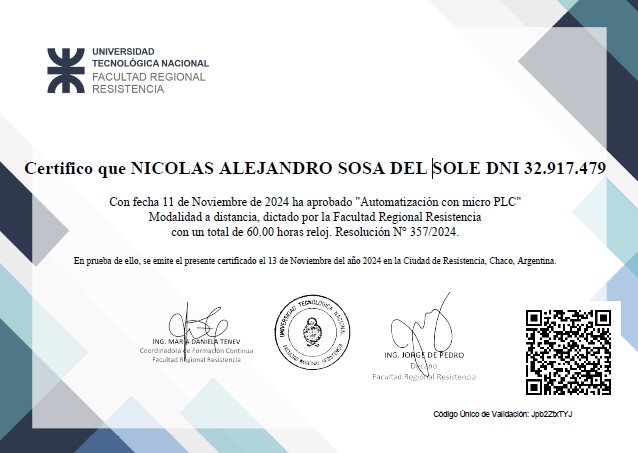 UNIVERSIDAD
TECNOLÓGICA NACIONAL
FACULTAD REGIONAL
RESISTENCIA
Certifico que NICOLAS ALEJANDRO SOSA DEL SOLE DNI 32.917.479
Con fecha 11 de Noviembre de 2024 ha aprobado "Automatización con micro PLC"
Modalidad a distancia, dictado por la Facultad Regional Resistencia
con un total de 60.00 horas reloj. Resolución N° 357/2024.
En prueba de ello, se emite el presente certificado el 13 de Noviembre del año 2024 en la Ciudad de Resistencia, Chaco, Argentina.
UNIVERSIDAD TECNOLÓGICA NACIONAL
FACULTAD REGIONAL RESISTENCIA
ING. MARIA DANIELA TENEV
Coordinadora de Formación Continua
Facultad Regional Resistencia
ING. JORGE DE PEDRO
Decano
Facultad Regional Resistencia
Código Único de Validación: Jpb2ZtxTYJ